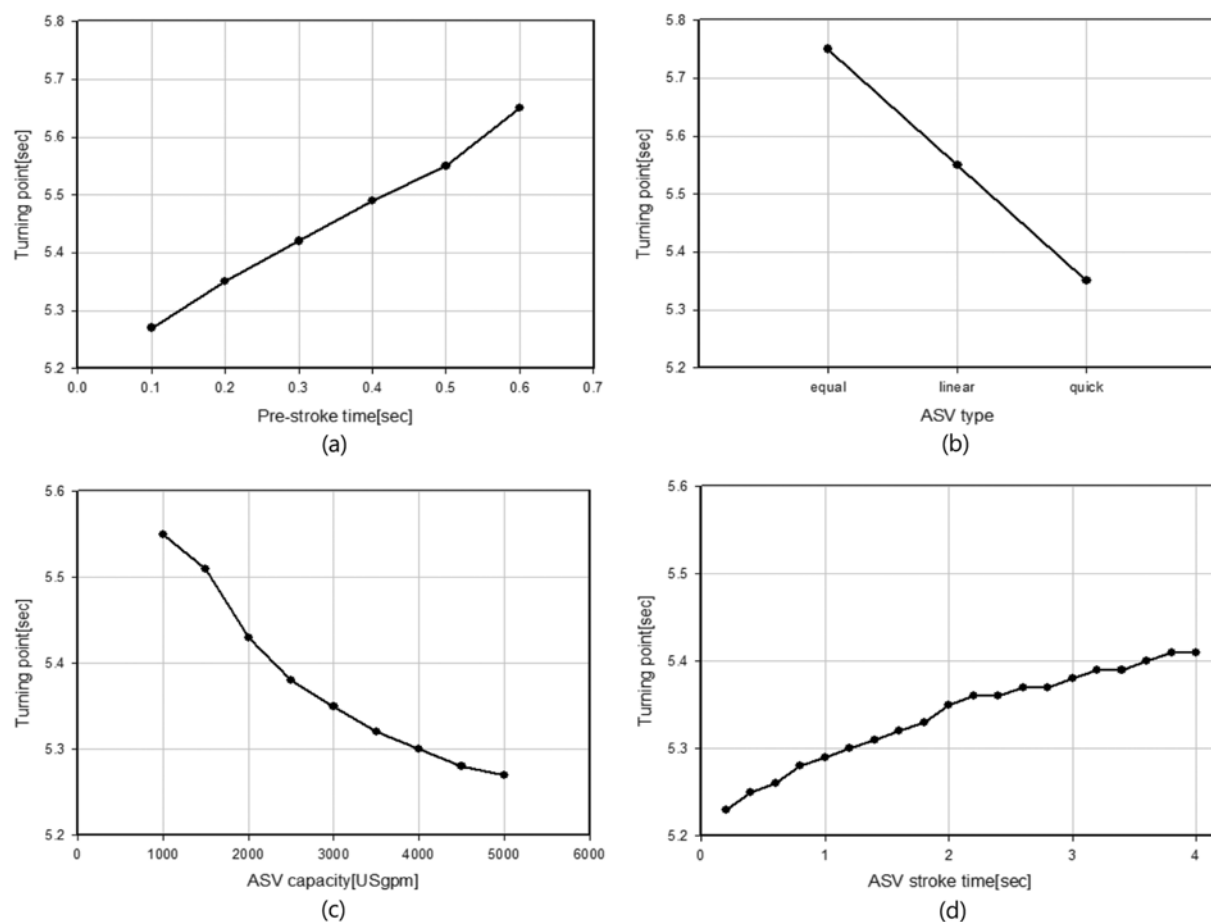 5.8
5.7
5.6
5.5
5.4
5.3
5.2
Turning point[sec]
0.0 0.1 0.2 0.3 0.4 0.5 0.6 0.7
Pre-stroke time[sec]
(a)
5.8
5.7
5.6
5.5
5.4
5.3
5.2
Turning point[sec]
equal linear quick
ASV type
(b)
5.6
5.5
5.4
5.3
5.2
Turning point[sec]
0 1000 2000 3000 4000 5000 6000
ASV capacity[USgpm]
(c)
5.6
5.5
5.4
5.3
5.2
Turning point[sec]
0 1 2 3 4
ASV stroke time[sec]
(d)